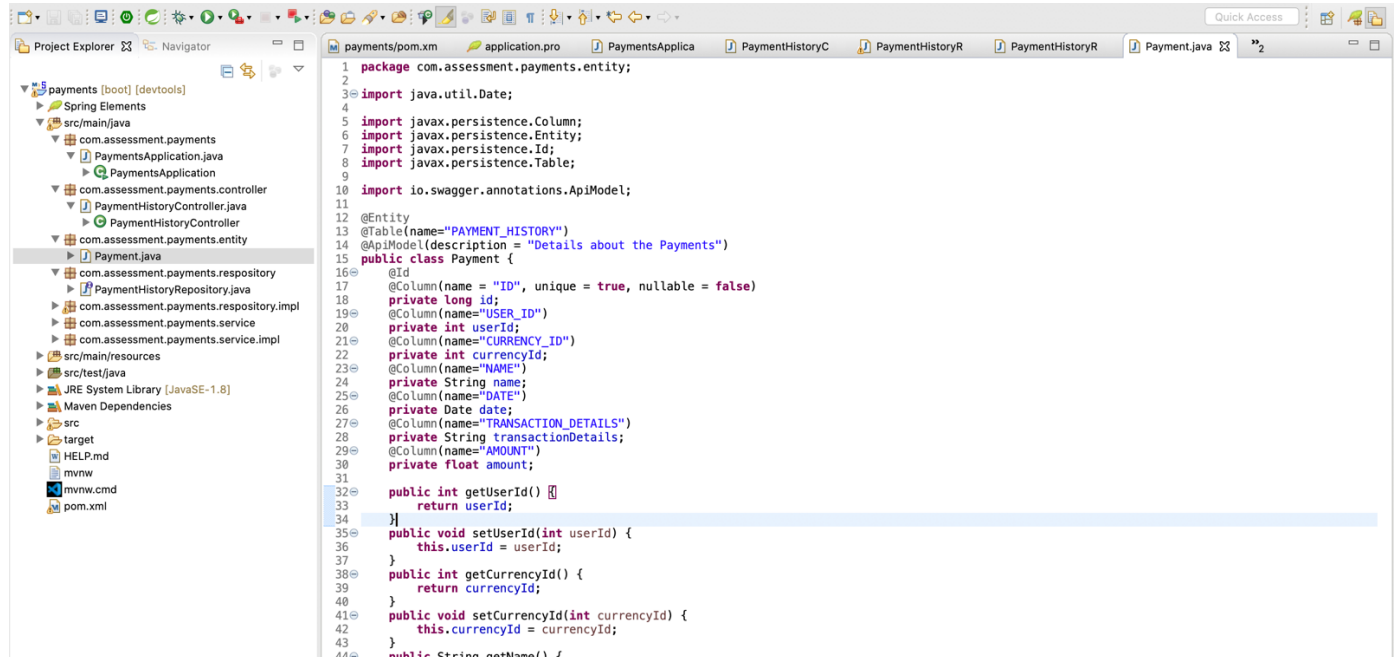 Quick Access
Project Explorer
Navigator
payments [boot] [devtools]
Spring Elements
src/main/java
com.assessment.payments
PaymentsApplication.java
PaymentsApplication
com.assessment.payments.controller
PaymentHistoryController.java
PaymentHistoryController
com.assessment.payments.entity
Payment.java
com.assessment.payments.respository
PaymentHistoryRepository.java
com.assessment.payments.respository.impl
com.assessment.payments.service
com.assessment.payments.service.impl
src/main/resources
src/test/java
JRE System Library [JavaSE-1.8]
Maven Dependencies
src
target
HELP.md
mvnw
mvnw.cmd
pom.xml
payments/pom.xm
application.pro
PaymentsApplica
PaymentHistoryC
PaymentHistoryR
PaymentHistoryR
Payment.java
»2
1 package com.assessment.payments.entity;
2
3 import java.util.Date;
4
5 import javax.persistence.Column;
6 import javax.persistence.Entity;
7 import javax.persistence.Id;
8 import javax.persistence.Table;
9
10 import io.swagger.annotations.ApiModel;
11
12 @Entity
13 @Table(name="PAYMENT_HISTORY")
14 @ApiModel(description = "Details about the Payments")
15 public class Payment {
16 @Id
17 @Column(name = "ID", unique = true, nullable = false)
18 private long id;
19 @Column(name="USER_ID")
20 private int userId;
21 @Column(name="CURRENCY_ID")
22 private int currencyId;
23 @Column(name="NAME")
24 private String name;
25 @Column(name="DATE")
26 private Date date;
27 @Column(name="TRANSACTION_DETAILS")
28 private String transactionDetails;
29 @Column(name="AMOUNT")
30 private float amount;
31
32 public int getUserId() {
33 return userId;
34 }
35 public void setUserId(int userId) {
36 this.userId = userId;
37 }
38 public int getCurrencyId() {
39 return currencyId;
40 }
41 public void setCurrencyId(int currencyId) {
42 this.currencyId = currencyId;
43 }
44 public String getName() {